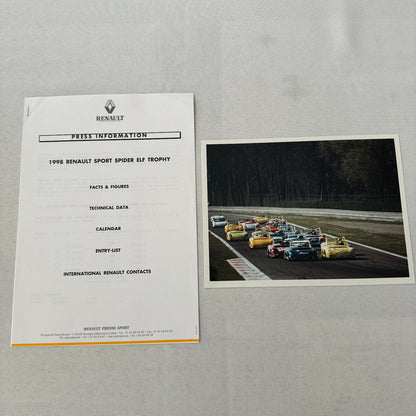 RENAULT
PRESS INFORMATION
1998 RENAULT SPORT SPIDER ELF TROPHY
FACTS & FIGURES
TECHNICAL DATA
CALENDAR
ENTRY-LIST
INTERNATIONAL RENAULT CONTACTS
RENAULT PRESSE SPORT